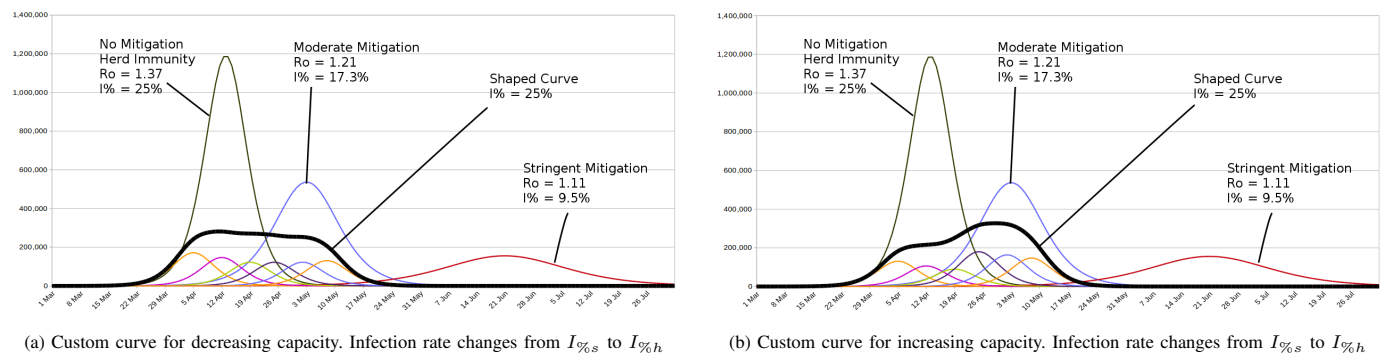 1,400,000
1,200,000
1,000,000
800,000
600,000
400,000
200,000
0
No Mitigation
Herd Immunity
Ro = 1.37
I% = 25%
Moderate Mitigation
Ro = 1.21
I% = 17.3%
Shaped Curve
I% = 25%
Stringent Mitigation
Ro = 1.11
I% = 9.5%
1 Mar 8 Mar 15 Mar 22 Mar 29 Mar 5 Apr 12 Apr 19 Apr 26 Apr 3 May 10 May 17 May 24 May 31 May 7 Jun 14 Jun 21 Jun 28 Jun 5 Jul 12 Jul 19 Jul 26 Jul
(a) Custom curve for decreasing capacity. Infection rate changes from I%s to I%h
1,400,000
1,200,000
1,000,000
800,000
600,000
400,000
200,000
0
No Mitigation
Herd Immunity
Ro = 1.37
I% = 25%
Moderate Mitigation
Ro = 1.21
I% = 17.3%
Shaped Curve
I% = 25%
Stringent Mitigation
Ro = 1.11
I% = 9.5%
1 Mar 8 Mar 15 Mar 22 Mar 29 Mar 5 Apr 12 Apr 19 Apr 26 Apr 3 May 10 May 17 May 24 May 31 May 7 Jun 14 Jun 21 Jun 28 Jun 5 Jul 12 Jul 19 Jul 26 Jul
(b) Custom curve for increasing capacity. Infection rate changes from I%s to I%h